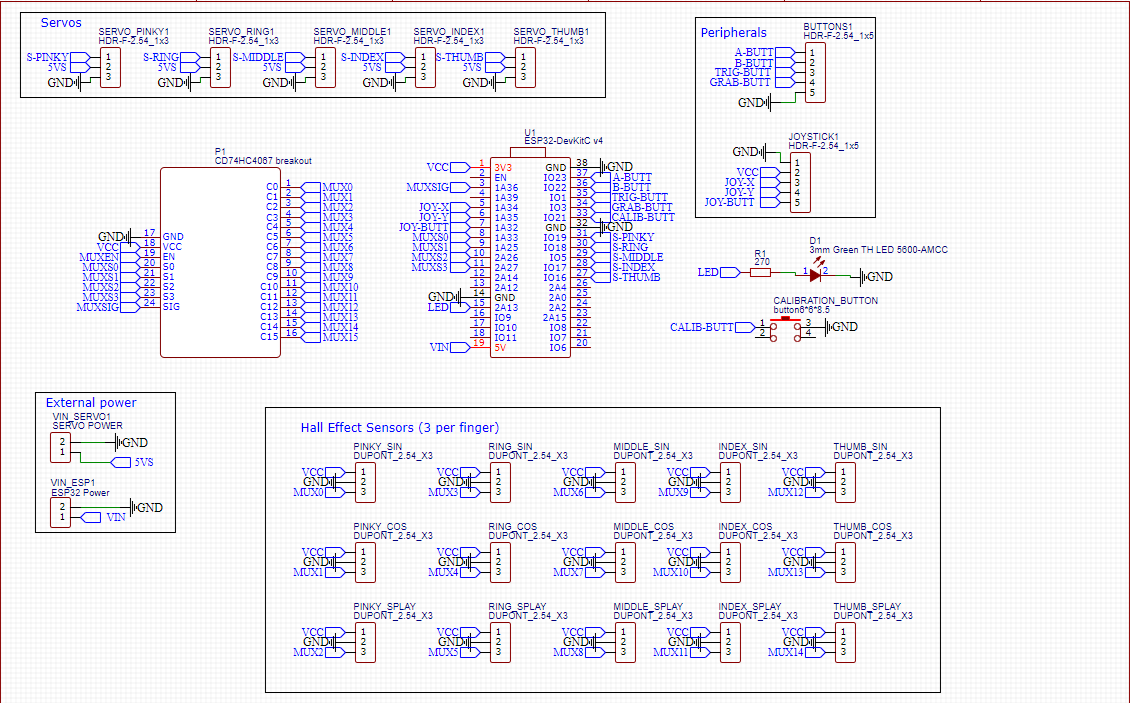 Servos
SERVO_PINKY1
HDR-F-2.54_1x3
S-PINKY 1
5VS 2
GND 3
SERVO_RING1
HDR-F-2.54_1x3
S-RING 1
5VS 2
GND 3
SERVO_MIDDLE1
HDR-F-2.54_1x3
S-MIDDLE 1
5VS 2
GND 3
SERVO_INDEX1
HDR-F-2.54_1x3
S-INDEX 1
5VS 2
GND 3
SERVO_THUMB1
HDR-F-2.54_1x3
S-THUMB 1
5VS 2
GND 3
Peripherals
BUTTONS1
HDR-F-2.54_1x5
A-BUTT 1
B-BUTT 2
TRIG-BUTT 3
GRAB-BUTT 4
GND 5
JOYSTICK1
HDR-F-2.54_1x5
GND 1
VCC 2
JOY-X 3
JOY-Y 4
JOY-BUTT 5
P1
CD74HC4067 breakout
C0 1 MUX0
C1 2 MUX1
C2 3 MUX2
C3 4 MUX3
C4 5 MUX4
C5 6 MUX5
C6 7 MUX6
C7 8 MUX7
C8 9 MUX8
C9 10 MUX9
C10 11 MUX10
C11 12 MUX11
C12 13 MUX12
C13 14 MUX13
C14 15 MUX14
C15 16 MUX15
GND 17 GND
VCC 18 VCC
MUXEN 19 EN
MUXS0 20 S0
MUXS1 21 S1
MUXS2 22 S2
MUXS3 23 S3
MUXSIG 24 SIG
U1
ESP32-DevKitC v4
VCC 1 3V3
2 EN
MUXSIG 3 1A36
4 1A39
JOY-X 5 1A34
JOY-Y 6 1A35
JOY-BUTT 7 1A32
MUXS0 8 1A33
MUXS1 9 1A25
MUXS2 10 2A26
MUXS3 11 2A27
12 2A14
13 2A12
GND 14 GND
LED 15 2A13
16 IO9
17 IO10
18 IO11
VIN 19 5V
GND 38 GND
IO23 37 A-BUTT
IO22 36 B-BUTT
IO1 35 TRIG-BUTT
IO3 34 GRAB-BUTT
IO21 33 CALIB-BUTT
GND 32 GND
IO19 31 S-PINKY
IO18 30 S-RING
IO5 29 S-MIDDLE
IO17 28 S-INDEX
IO16 27 S-THUMB
2A4 26
2A0 25
2A2 24
2A15 23
IO8 22
IO7 21
IO6 20
R1
270
LED
D1
3mm Green TH LED 5600-AMCC
1 2
GND
CALIBRATION_BUTTON
button6*6*8.5
CALIB-BUTT 1 3 GND
2 4
External power
VIN_SERVO1
SERVO POWER
2 GND
1 5VS
VIN_ESP1
ESP32 Power
2 GND
1 VIN
Hall Effect Sensors (3 per finger)
PINKY_SIN
DUPONT_2.54_X3
VCC 1
GND 2
MUX0 3
RING_SIN
DUPONT_2.54_X3
VCC 1
GND 2
MUX3 3
MIDDLE_SIN
DUPONT_2.54_X3
VCC 1
GND 2
MUX6 3
INDEX_SIN
DUPONT_2.54_X3
VCC 1
GND 2
MUX9 3
THUMB_SIN
DUPONT_2.54_X3
VCC 1
GND 2
MUX12 3
PINKY_COS
DUPONT_2.54_X3
VCC 1
GND 2
MUX1 3
RING_COS
DUPONT_2.54_X3
VCC 1
GND 2
MUX4 3
MIDDLE_COS
DUPONT_2.54_X3
VCC 1
GND 2
MUX7 3
INDEX_COS
DUPONT_2.54_X3
VCC 1
GND 2
MUX10 3
THUMB_COS
DUPONT_2.54_X3
VCC 1
GND 2
MUX13 3
PINKY_SPLAY
DUPONT_2.54_X3
VCC 1
GND 2
MUX2 3
RING_SPLAY
DUPONT_2.54_X3
VCC 1
GND 2
MUX5 3
MIDDLE_SPLAY
DUPONT_2.54_X3
VCC 1
GND 2
MUX8 3
INDEX_SPLAY
DUPONT_2.54_X3
VCC 1
GND 2
MUX11 3
THUMB_SPLAY
DUPONT_2.54_X3
VCC 1
GND 2
MUX14 3